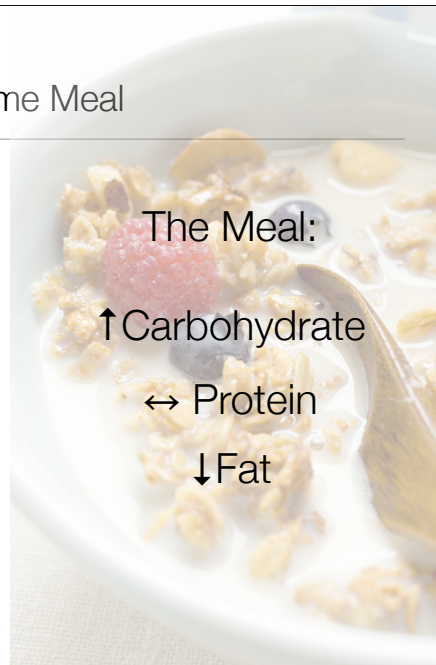 me Meal
The Meal:
↑Carbohydrate
↔ Protein
↓Fat